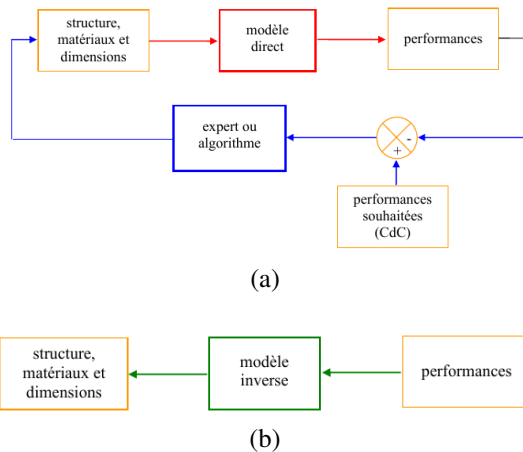 structure,
matériaux et
dimensions
modèle
direct
performances
expert ou
algorithme
-
+
performances
souhaitées
(CdC)
(a)
structure,
matériaux et
dimensions
modèle
inverse
performances
(b)